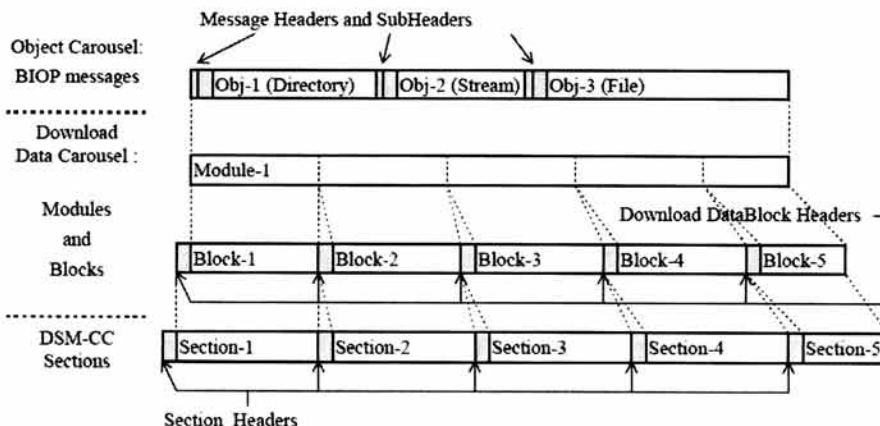 Message Headers and SubHeaders
Object Carousel:
BIOP messages
Obj-1 (Directory)
Obj-2 (Stream)
Obj-3 (File)
Download
Data Carousel :
Module-1
Modules
and
Blocks
Download DataBlock Headers
Block-1
Block-2
Block-3
Block-4
Block-5
DSM-CC
Sections
Section-1
Section-2
Section-3
Section-4
Section-5
Section Headers